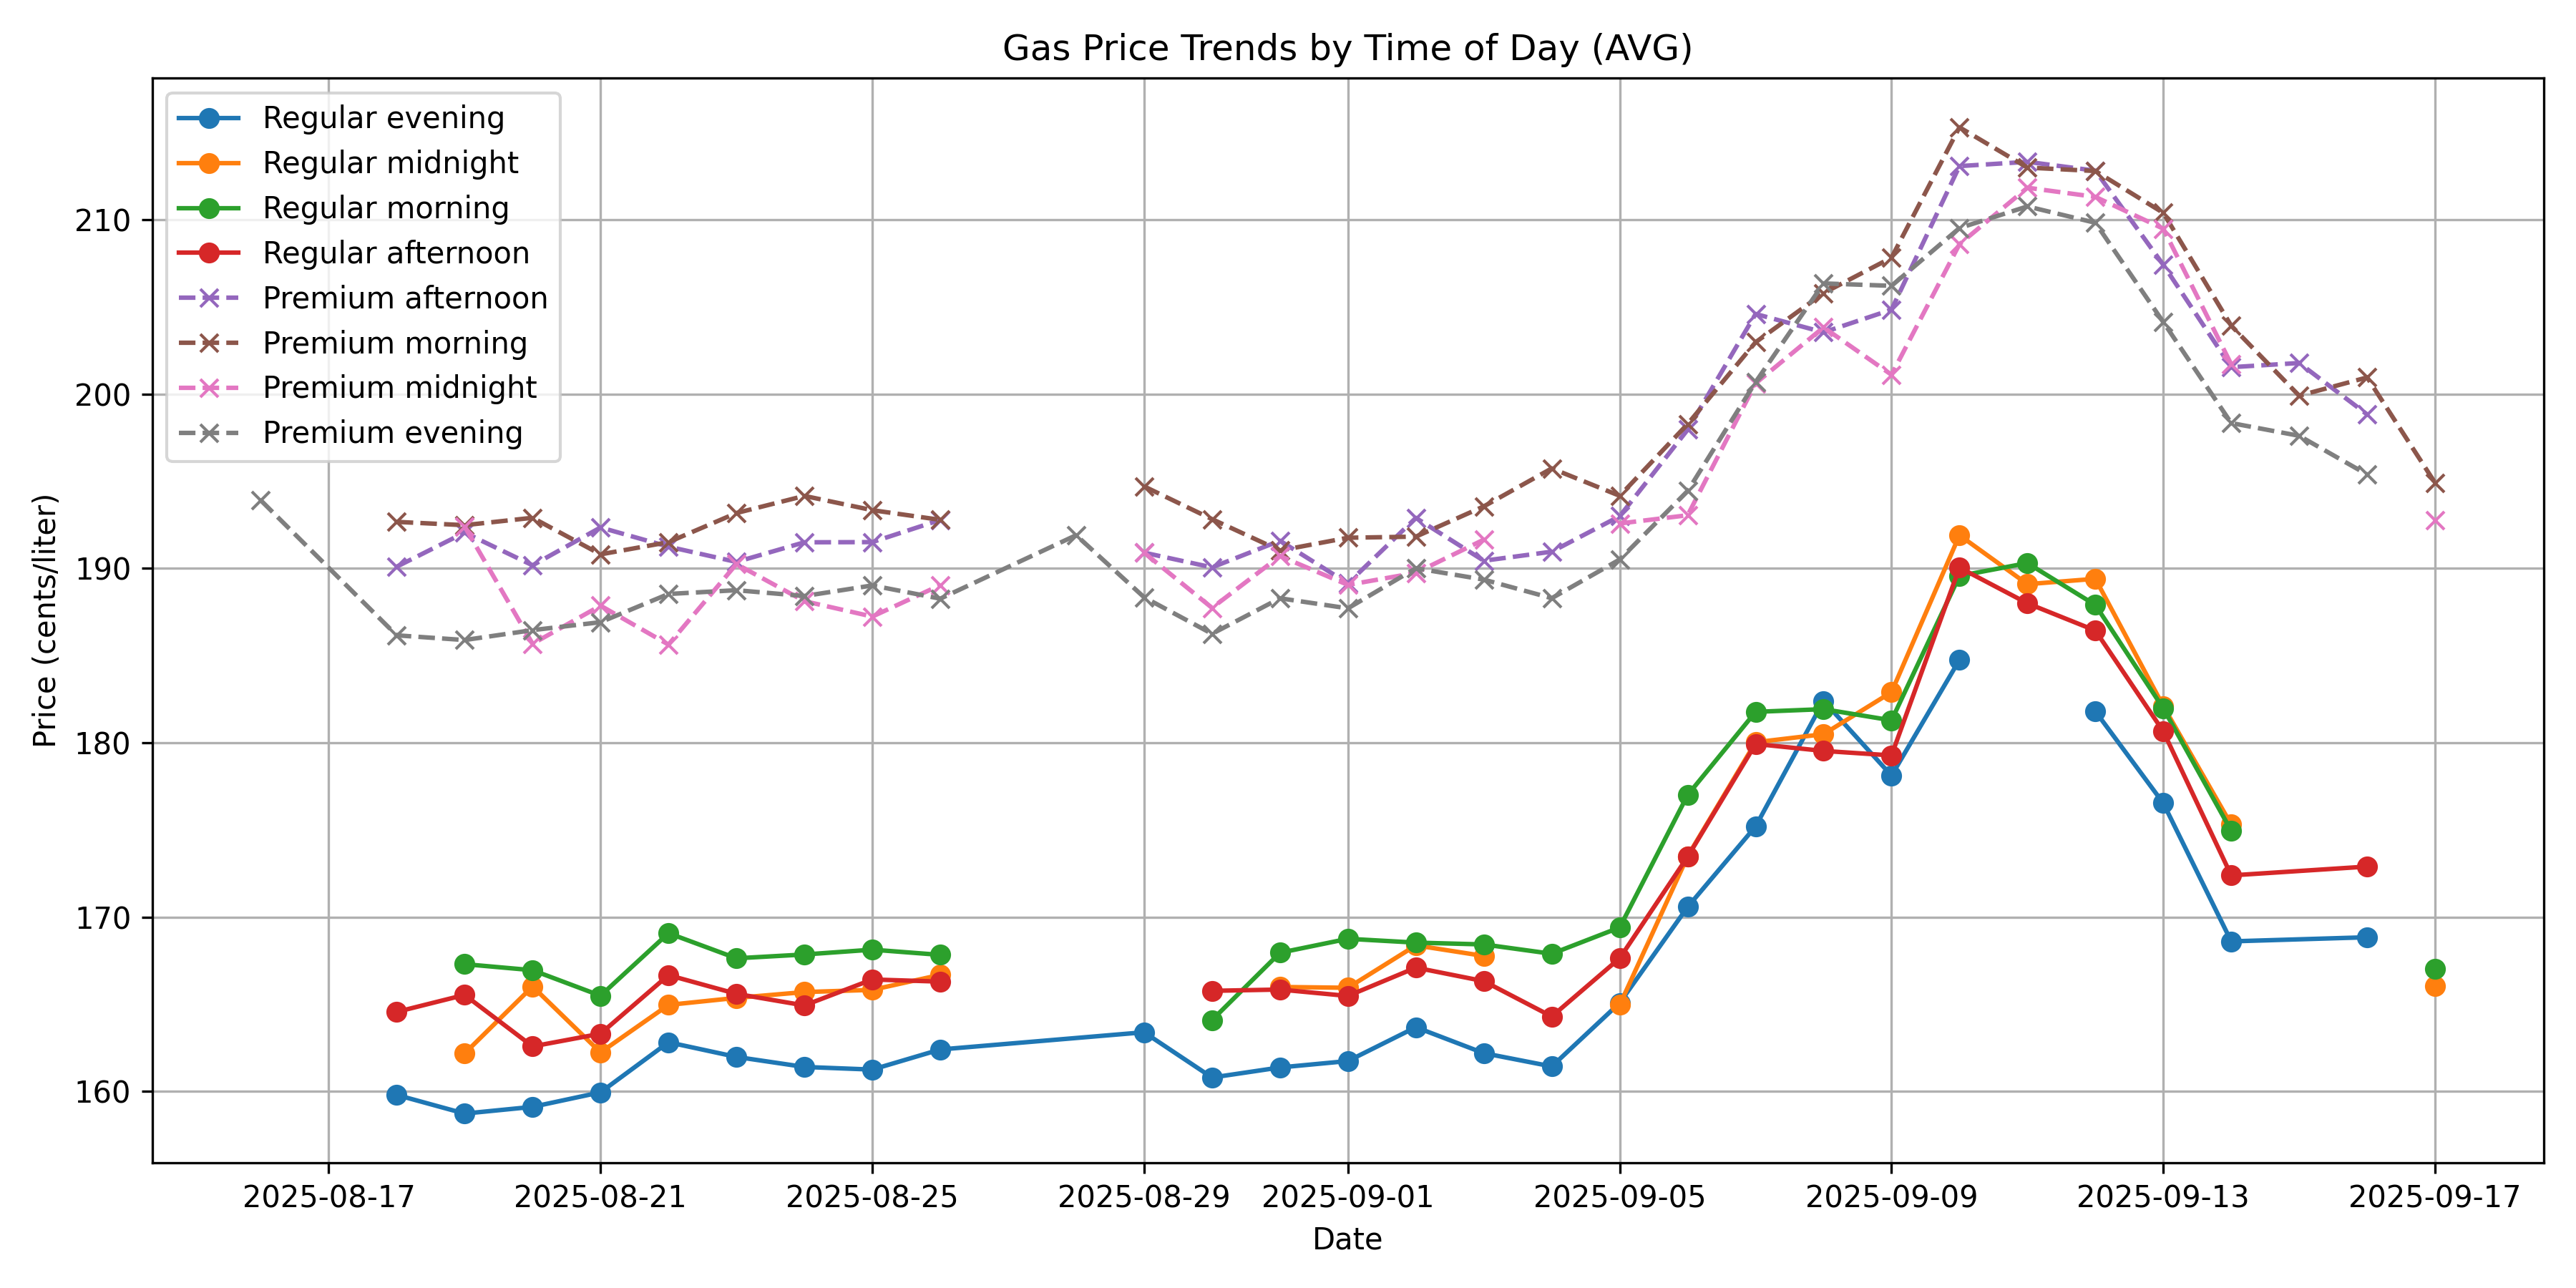 Gas Price Trends by Time of Day (AVG)
Regular evening
Regular midnight
Regular morning
Regular afternoon
Premium afternoon
Premium morning
Premium midnight
Premium evening
Price (cents/liter)
210
200
190
180
170
160
2025-08-17 2025-08-21 2025-08-25 2025-08-29 2025-09-01 2025-09-05 2025-09-09 2025-09-13 2025-09-17
Date